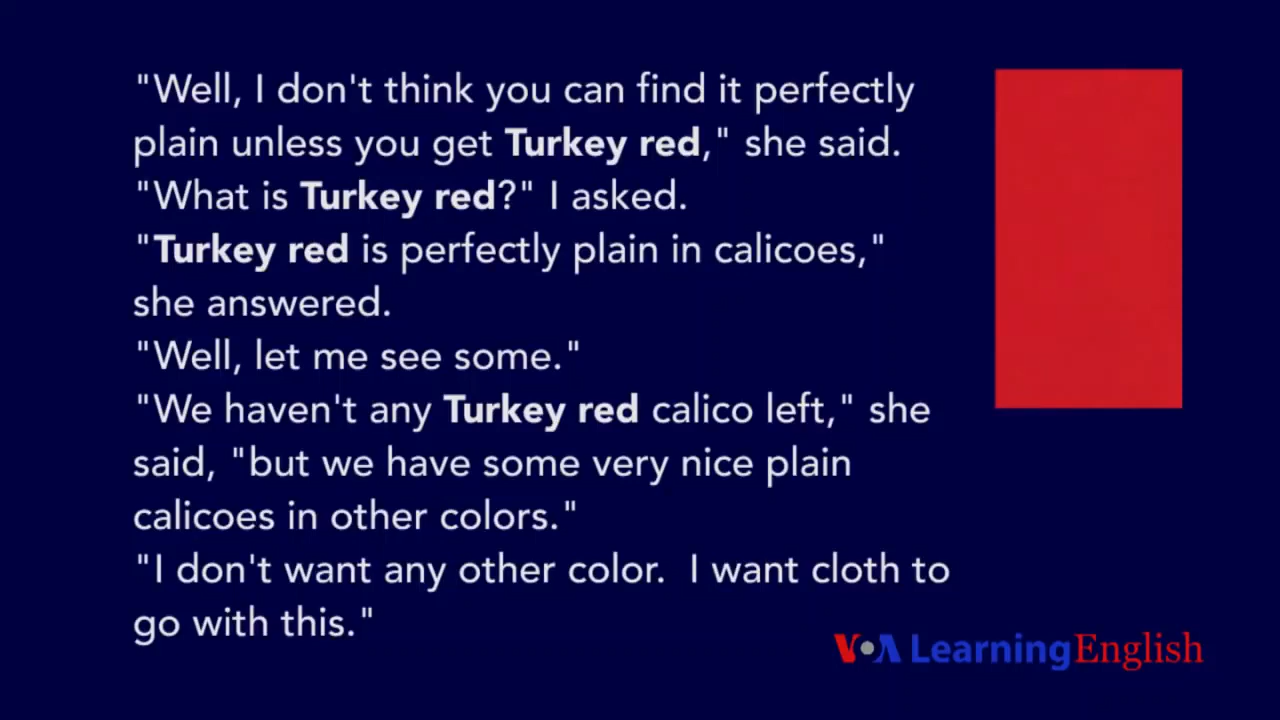 "Well, I don't think you can find it perfectly
plain unless you get Turkey red," she said.
"What is Turkey red?" I asked.
"Turkey red is perfectly plain in calicoes,"
she answered.
"Well, let me see some."
"We haven't any Turkey red calico left," she
said, "but we have some very nice plain
calicoes in other colors."
"I don't want any other color.  I want cloth to
go with this."
VOA Learning English